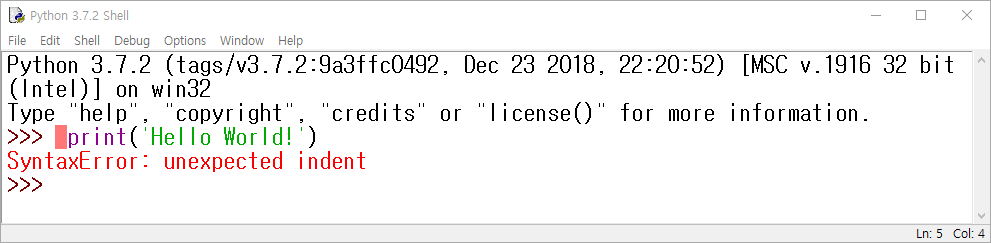 Python 3.7.2 Shell
File Edit Shell Debug Options Window Help
Python 3.7.2 (tags/v3.7.2:9a3ffc0492, Dec 23 2018, 22:20:52) [MSC v.1916 32 bit
(Intel)] on win32
Type "help", "copyright", "credits" or "license()" for more information.
>>>  print('Hello World!')
SyntaxError: unexpected indent
>>>
Ln: 5 Col: 4